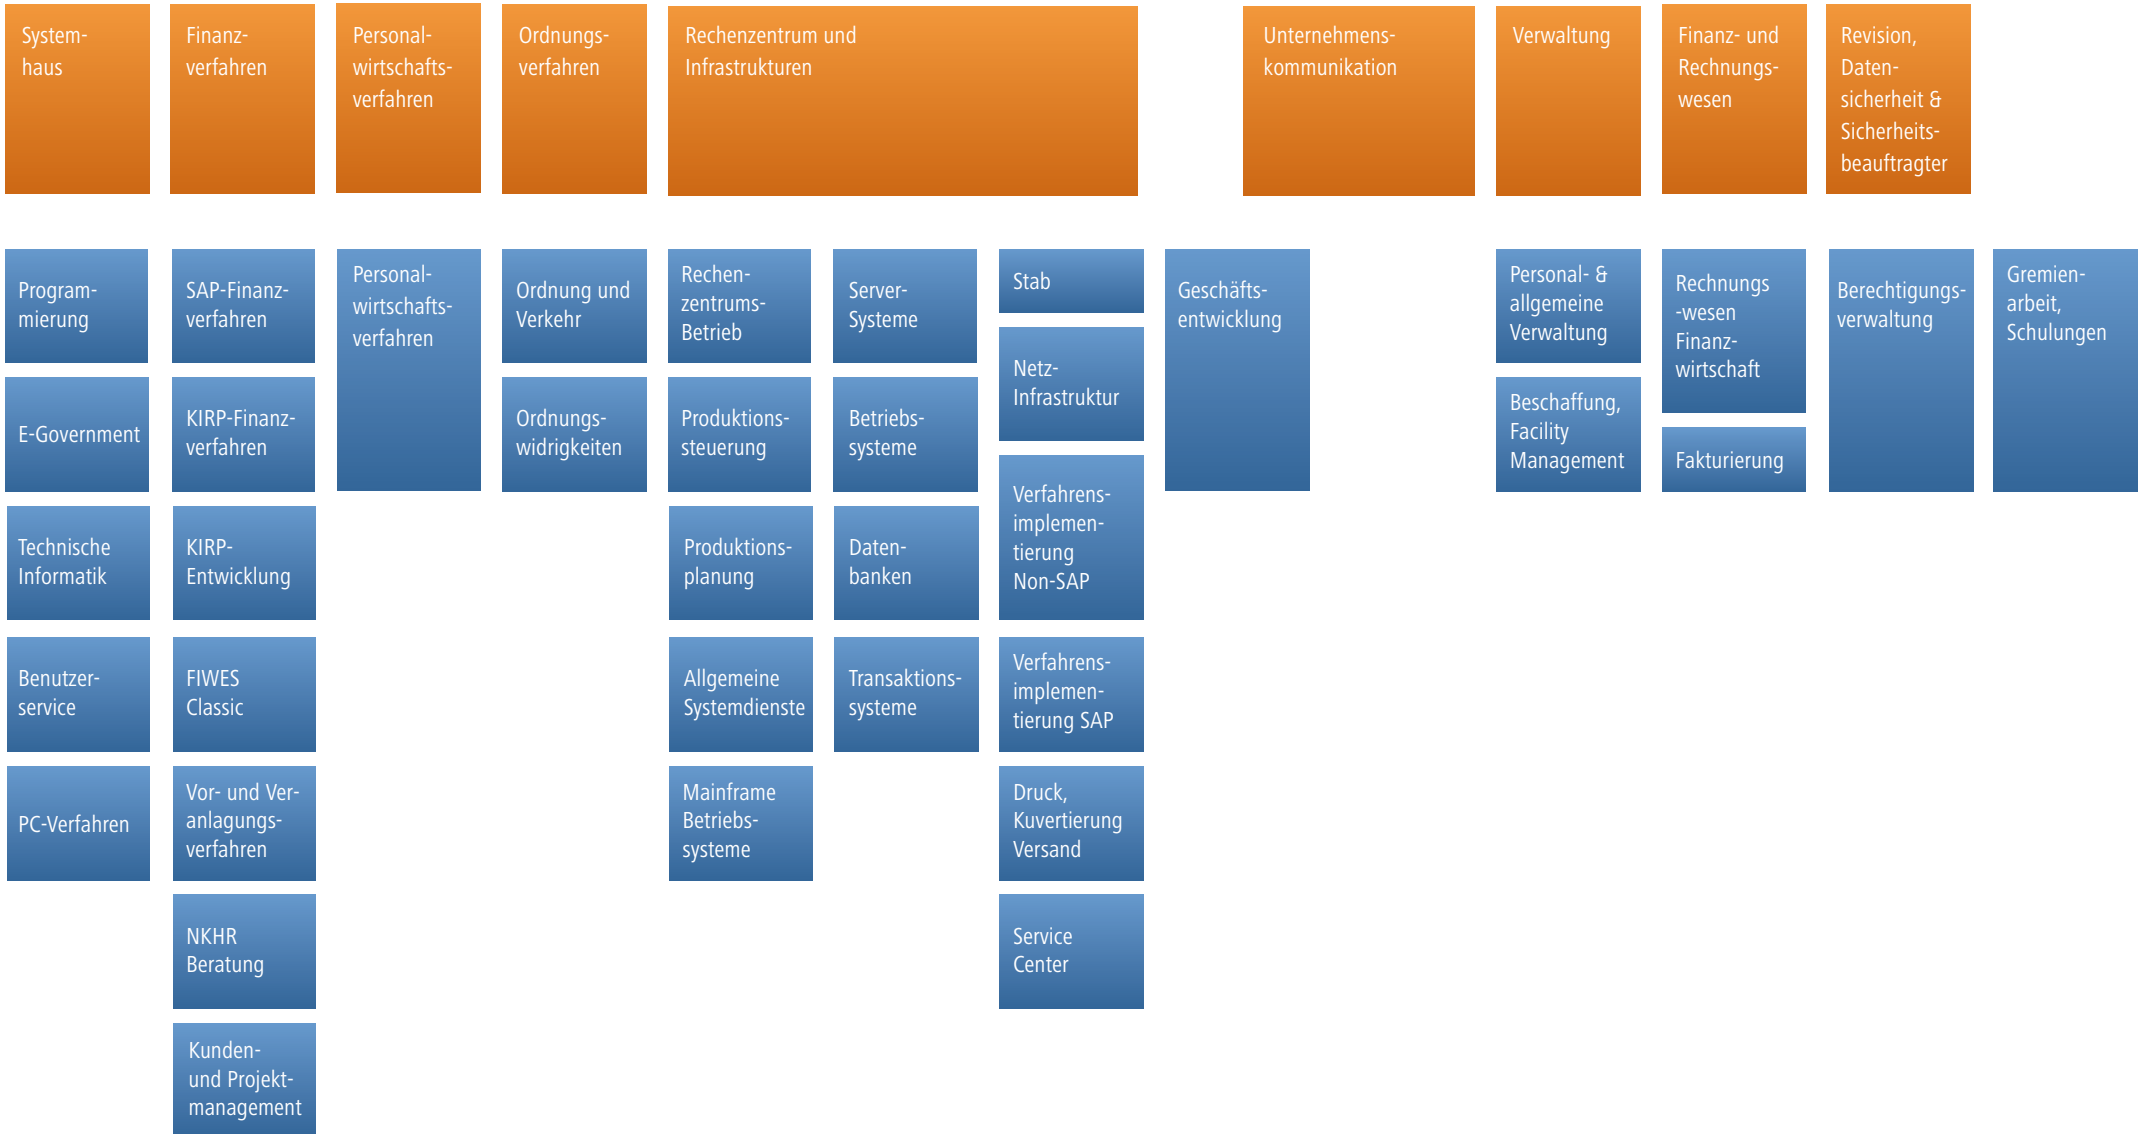 System-
haus
Finanz-
verfahren
Personal-
wirtschafts-
verfahren
Ordnungs-
verfahren
Rechenzentrum und
Infrastrukturen
Unternehmens-
kommunikation
Verwaltung
Finanz- und
Rechnungs-
wesen
Revision,
Daten-
sicherheit &
Sicherheits-
beauftragter
Program-
mierung
E-Government
Technische
Informatik
Benutzer-
service
PC-Verfahren
SAP-Finanz-
verfahren
KIRP-Finanz-
verfahren
KIRP-
Entwicklung
FIWES
Classic
Vor- und Ver-
anlagungs-
verfahren
NKHR
Beratung
Kunden-
und Projekt-
management
Personal-
wirtschafts-
verfahren
Ordnung und
Verkehr
Ordnungs-
widrigkeiten
Rechen-
zentrums-
Betrieb
Produktions-
steuerung
Produktions-
planung
Allgemeine
Systemdienste
Mainframe
Betriebs-
systeme
Server-
Systeme
Betriebs-
systeme
Daten-
banken
Transaktions-
systeme
Stab
Netz-
Infrastruktur
Verfahrens-
implemen-
tierung
Non-SAP
Verfahrens-
implemen-
tierung SAP
Druck,
Kuvertierung
Versand
Service
Center
Geschäfts-
entwicklung
Personal- &
allgemeine
Verwaltung
Beschaffung,
Facility
Management
Rechnungs
-wesen
Finanz-
wirtschaft
Fakturierung
Berechtigungs-
verwaltung
Gremien-
arbeit,
Schulungen